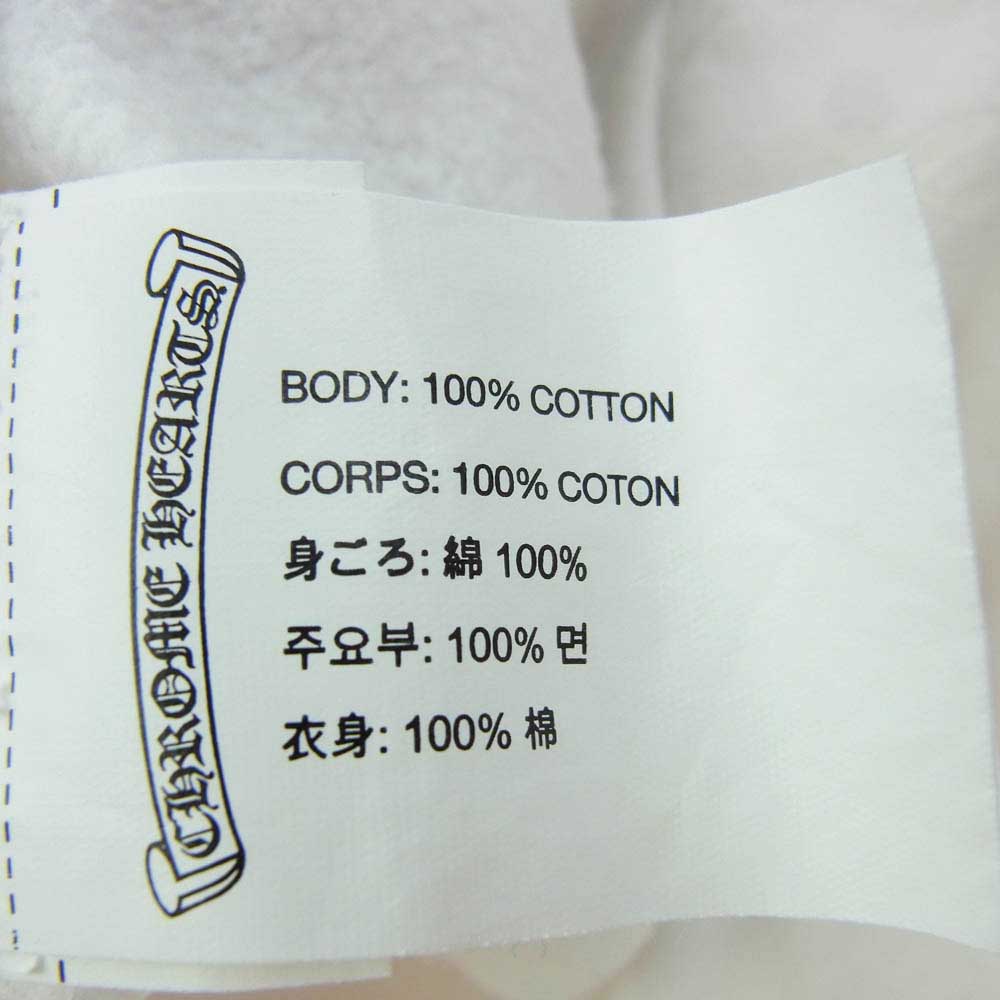 CHROME HEARTS
BODY: 100% COTTON
CORPS: 100% COTON
身ごろ: 綿 100%
주요부: 100% 면
衣身: 100% 棉